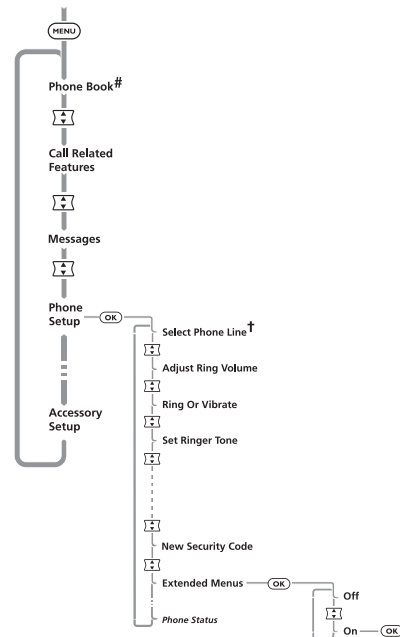 MENU
Phone Book#
Call Related
Features
Messages
Phone
Setup
OK
Select Phone Line†
Adjust Ring Volume
Ring Or Vibrate
Set Ringer Tone
Accessory
Setup
New Security Code
Extended Menus
OK
Off
Phone Status
On
OK